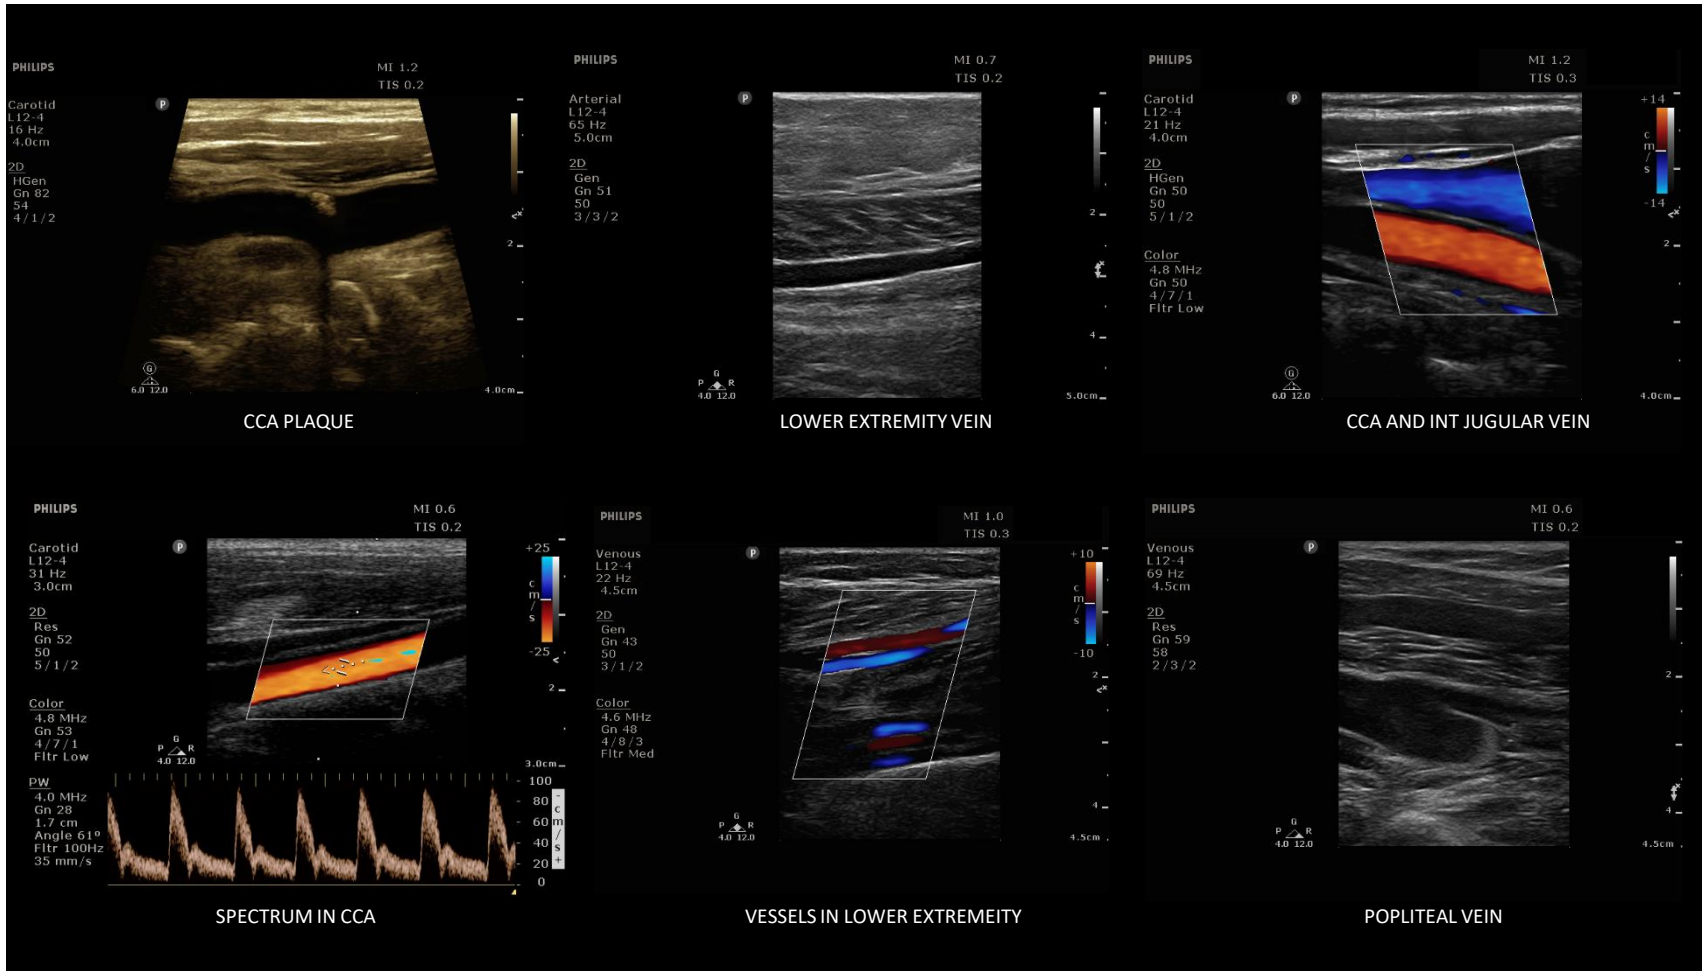 PHILIPS
MI 1.2
TIS 0.2
Carotid
L12-4
16 Hz
4.0cm
2D
HGen
Gn 82
54
4/1/2
P
2
G
6.0 12.0
4.0cm
CCA PLAQUE
PHILIPS
MI 0.7
TIS 0.2
Arterial
L12-4
65 Hz
5.0cm
2D
Gen
Gn 51
50
3/3/2
P
2
4
G
P R
4.0 12.0
5.0cm
LOWER EXTREMITY VEIN
PHILIPS
MI 1.2
TIS 0.3
Carotid
L12-4
21 Hz
4.0cm
2D
HGen
Gn 50
50
5/1/2
Color
4.8 MHz
Gn 50
4/7/1
Fltr Low
P
+14
cm/s
-14
2
G
6.0 12.0
4.0cm
CCA AND INT JUGULAR VEIN
PHILIPS
MI 0.6
TIS 0.2
Carotid
L12-4
31 Hz
3.0cm
2D
Res
Gn 52
50
5/1/2
Color
4.8 MHz
Gn 53
4/7/1
Fltr Low
PW
4.0 MHz
Gn 28
1.7 cm
Angle 61º
Fltr 100Hz
35 mm/s
P
+25
cm/s
-25
2
G
P R
4.0 12.0
3.0cm
100
80
60
40
20
0
- cm/s +
SPECTRUM IN CCA
PHILIPS
MI 1.0
TIS 0.3
Venous
L12-4
22 Hz
4.5cm
2D
Gen
Gn 43
50
3/1/2
Color
4.6 MHz
Gn 48
4/8/3
Fltr Med
P
+10
cm/s
-10
2
4
G
P R
4.0 12.0
4.5cm
VESSELS IN LOWER EXTREMEITY
PHILIPS
MI 0.6
TIS 0.2
Venous
L12-4
69 Hz
4.5cm
2D
Res
Gn 59
58
2/3/2
P
2
4
G
P R
4.0 12.0
4.5cm
POPLITEAL VEIN